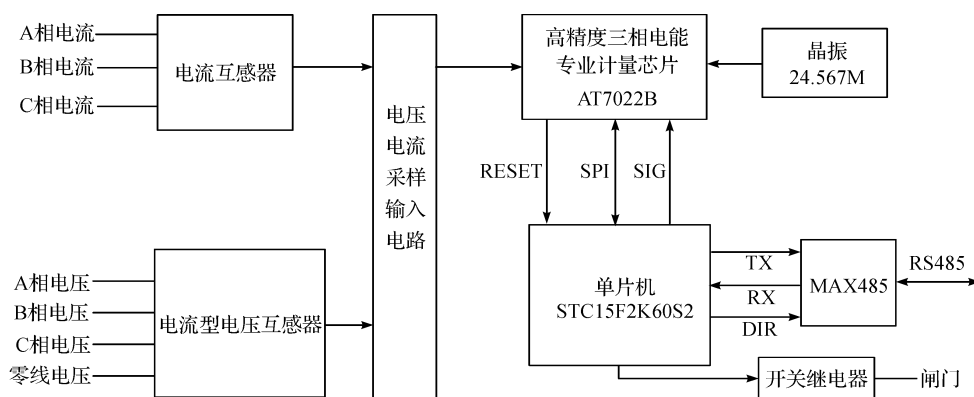 A相电流
B相电流
C相电流
电流互感器
A相电压
B相电压
C相电压
零线电压
电流型电压互感器
电压
电流
采样
输入
电路
高精度三相电能
专业计量芯片
AT7022B
晶振
24.567M
RESET
SPI
SIG
单片机
STC15F2K60S2
TX
RX
DIR
MAX485
RS485
开关继电器
闸门